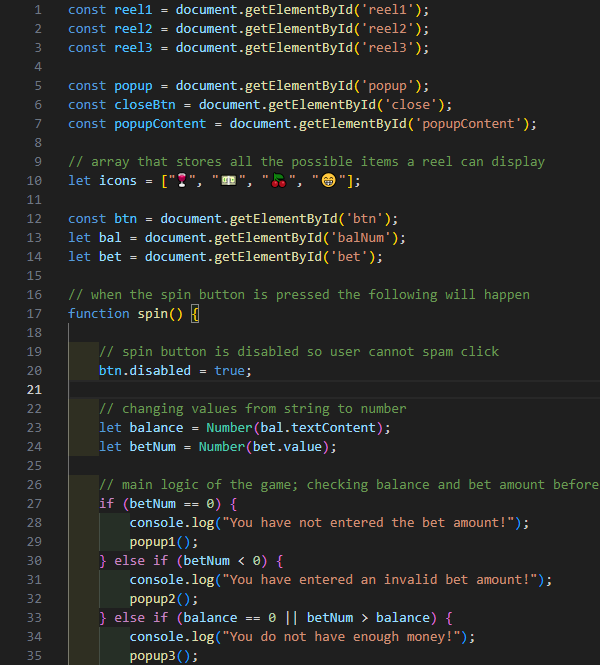 1 const reel1 = document.getElementById('reel1');
2 const reel2 = document.getElementById('reel2');
3 const reel3 = document.getElementById('reel3');
4
5 const popup = document.getElementById('popup');
6 const closeBtn = document.getElementById('close');
7 const popupContent = document.getElementById('popupContent');
8
9 // array that stores all the possible items a reel can display
10 let icons = ["🍷", "💵", "🍒", "😁"];
11
12 const btn = document.getElementById('btn');
13 let bal = document.getElementById('balNum');
14 let bet = document.getElementById('bet');
15
16 // when the spin button is pressed the following will happen
17 function spin() {
18
19 // spin button is disabled so user cannot spam click
20 btn.disabled = true;
21
22 // changing values from string to number
23 let balance = Number(bal.textContent);
24 let betNum = Number(bet.value);
25
26 // main logic of the game; checking balance and bet amount before
27 if (betNum == 0) {
28 console.log("You have not entered the bet amount!");
29 popup1();
30 } else if (betNum < 0) {
31 console.log("You have entered an invalid bet amount!");
32 popup2();
33 } else if (balance == 0 || betNum > balance) {
34 console.log("You do not have enough money!");
35 popup3();